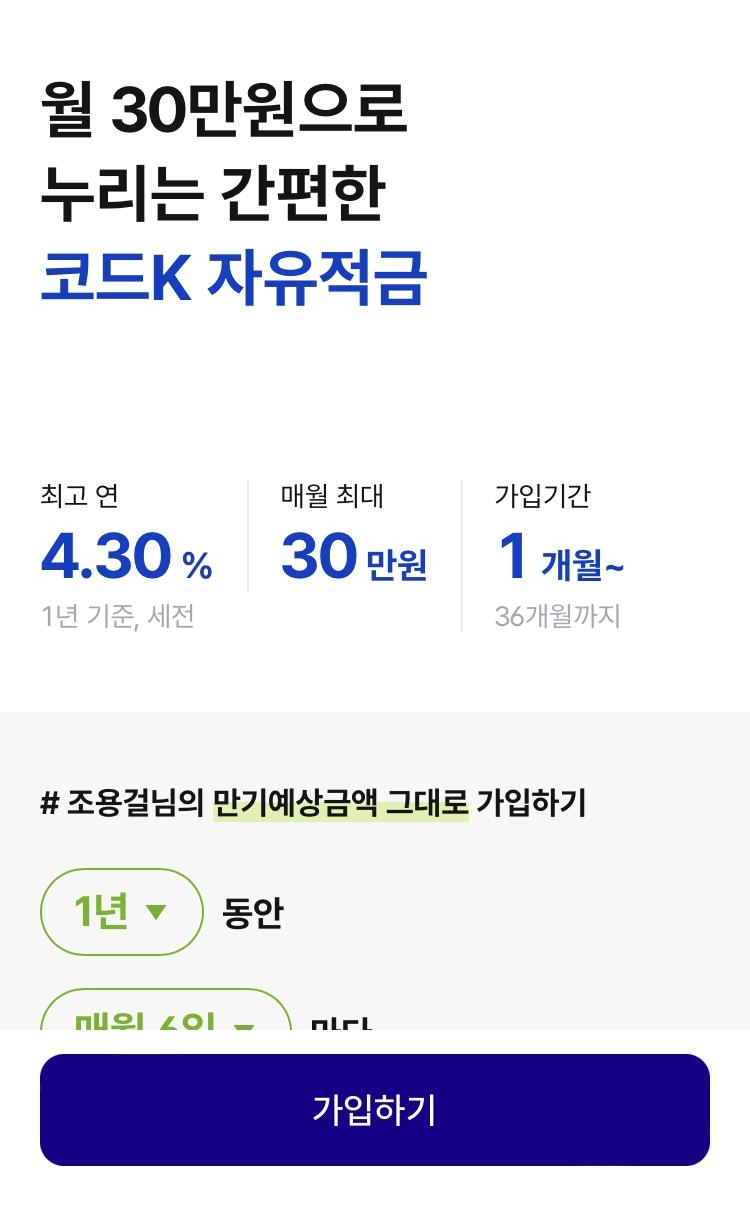 월 30만원으로
누리는 간편한
코드K 자유적금
최고 연
4.30 %
1년 기준, 세전
매월 최대
30 만원
가입기간
1 개월~
36개월까지
# 조용걸님의 만기예상금액 그대로 가입하기
1년 ▼ 동안
매월 6일 ▼ 마다
가입하기